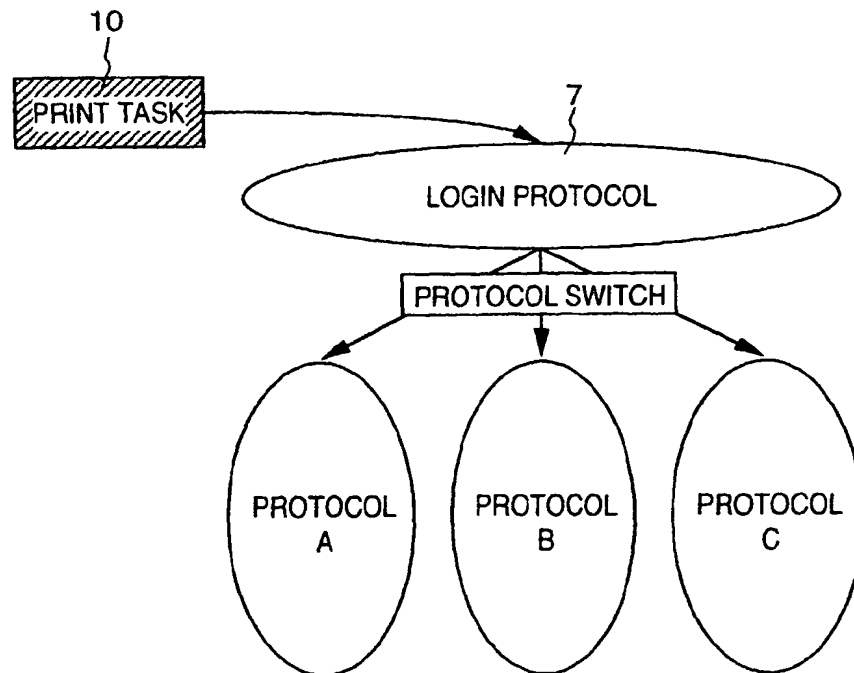 10
PRINT TASK
7
LOGIN PROTOCOL
PROTOCOL SWITCH
PROTOCOL
A
PROTOCOL
B
PROTOCOL
C